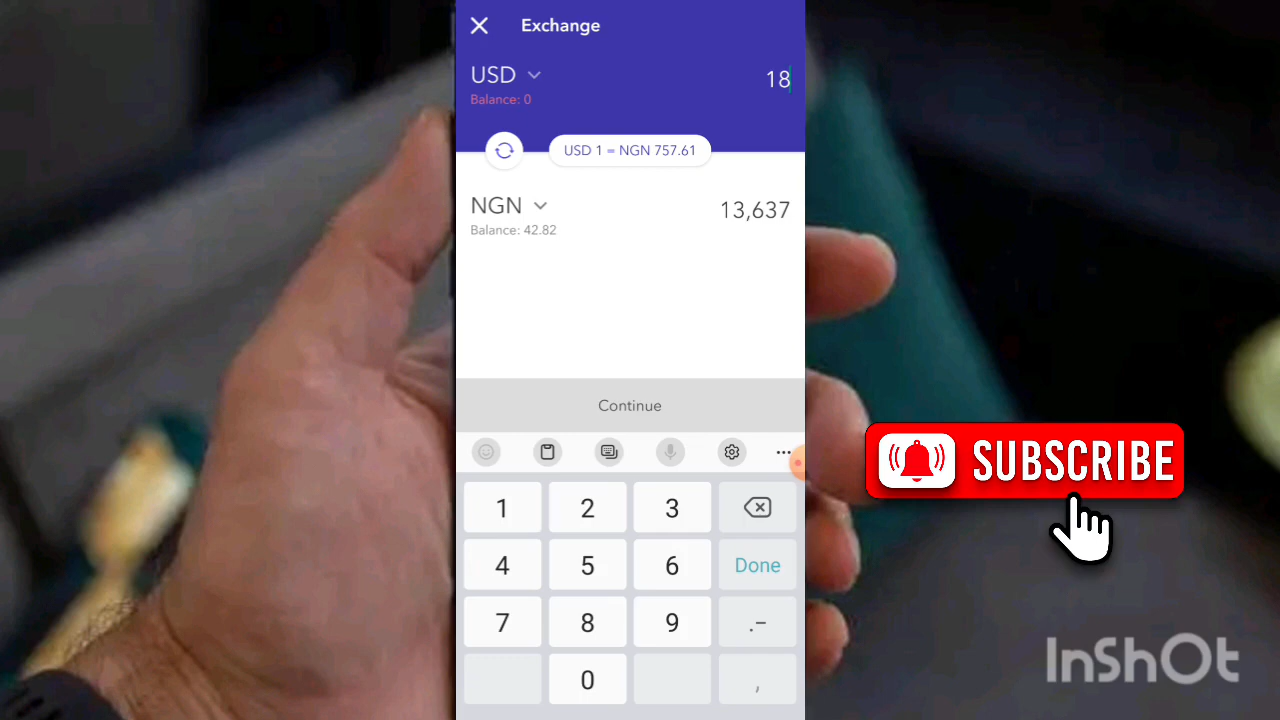 Exchange
USD 18
Balance: 0
USD 1 = NGN 757.61
NGN 13,637
Balance: 42.82
Continue
1 2 3
4 5 6 Done
7 8 9 .-
0 ,
SUBSCRIBE
InShOt